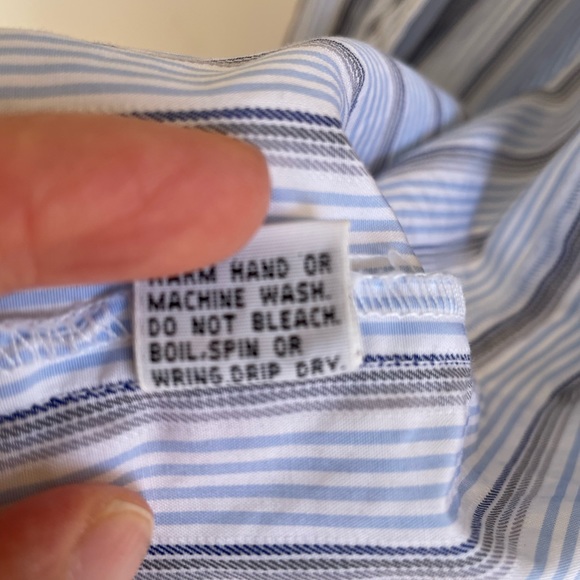 WARM HAND OR
MACHINE WASH.
DO NOT BLEACH.
BOIL.SPIN OR
WRING.DRIP DRY.